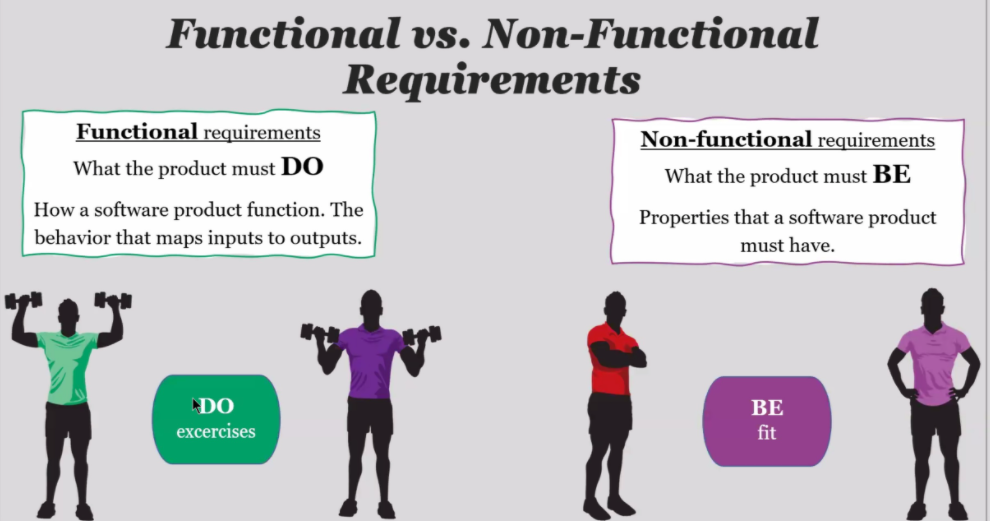 Functional vs. Non-Functional
Requirements
Functional requirements
What the product must DO
How a software product function. The
behavior that maps inputs to outputs.
Non-functional requirements
What the product must BE
Properties that a software product
must have.
DO
excercises
BE
fit